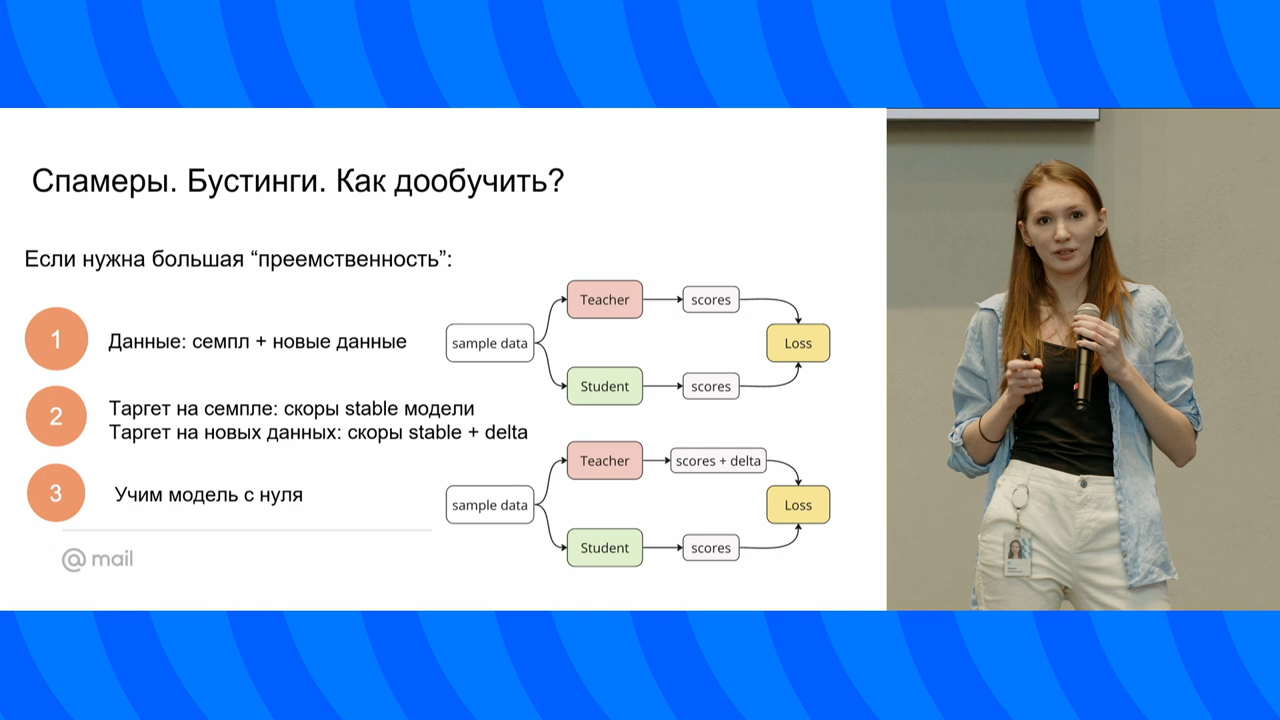 Спамеры. Бустинги. Как дообучить?
Если нужна большая “преемственность”:
1
Данные: семпл + новые данные
2
Таргет на семпле: скоры stable модели
Таргет на новых данных: скоры stable + delta
3
Учим модель с нуля
@mail
sample data
Teacher
scores
Student
scores
Loss
sample data
Teacher
scores + delta
Student
scores
Loss